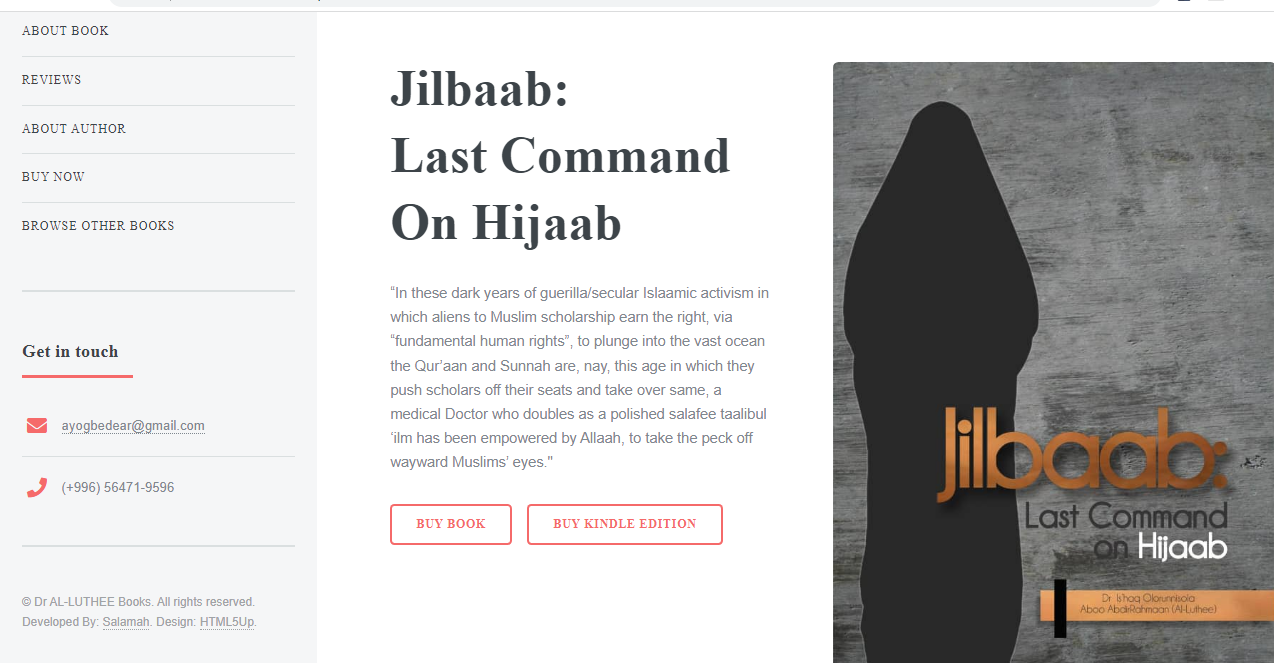 ABOUT BOOK
REVIEWS
ABOUT AUTHOR
BUY NOW
BROWSE OTHER BOOKS
Get in touch
ayogbedear@gmail.com
(+996) 56471-9596
© Dr AL-LUTHEE Books. All rights reserved.
Developed By: Salamah. Design: HTML5Up.
Jilbaab:
Last Command
On Hijaab
“In these dark years of guerilla/secular Islaamic activism in
which aliens to Muslim scholarship earn the right, via
“fundamental human rights”, to plunge into the vast ocean
the Qur’aan and Sunnah are, nay, this age in which they
push scholars off their seats and take over same, a
medical Doctor who doubles as a polished salafee taalibul
‘ilm has been empowered by Allaah, to take the peck off
wayward Muslims’ eyes."
BUY BOOK
BUY KINDLE EDITION
Jilbaab:
Last Command
on Hijaab
Dr Is'haq Olorunnisola
Aboo AbdirRahmaan (Al-Luthee)